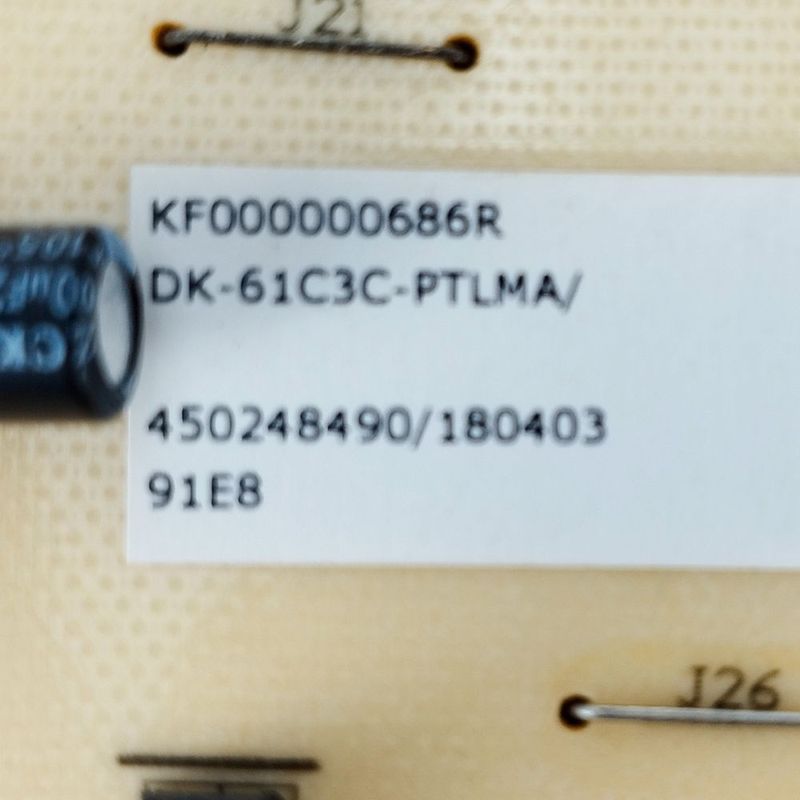 J21
KF000000686R
DK-61C3C-PTLMA/
450248490/180403
91E8
J26